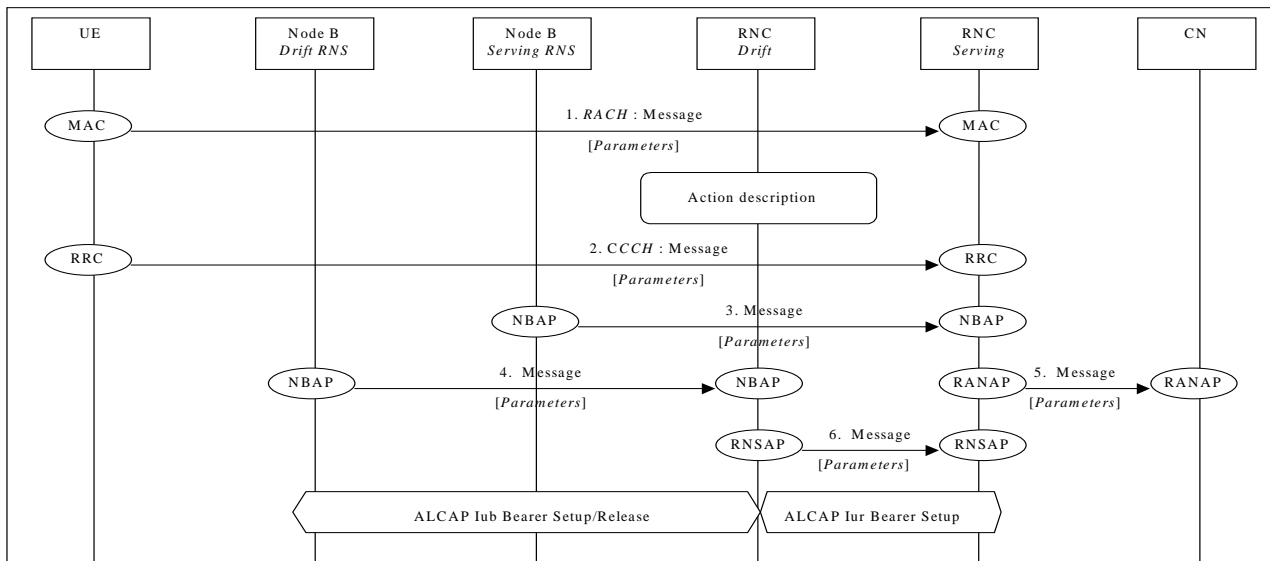 UE
Node B
Drift RNS
Node B
Serving RNS
RNC
Drift
RNC
Serving
CN
MAC
1. RACH : Message
MAC
[Parameters]
Action description
RRC
2. CCCH : Message
RRC
[Parameters]
NBAP
3. Message
NBAP
[Parameters]
NBAP
4. Message
NBAP
[Parameters]
RANAP
5. Message
RANAP
[Parameters]
RNSAP
6. Message
RNSAP
[Parameters]
ALCAP Iub Bearer Setup/Release
ALCAP Iur Bearer Setup